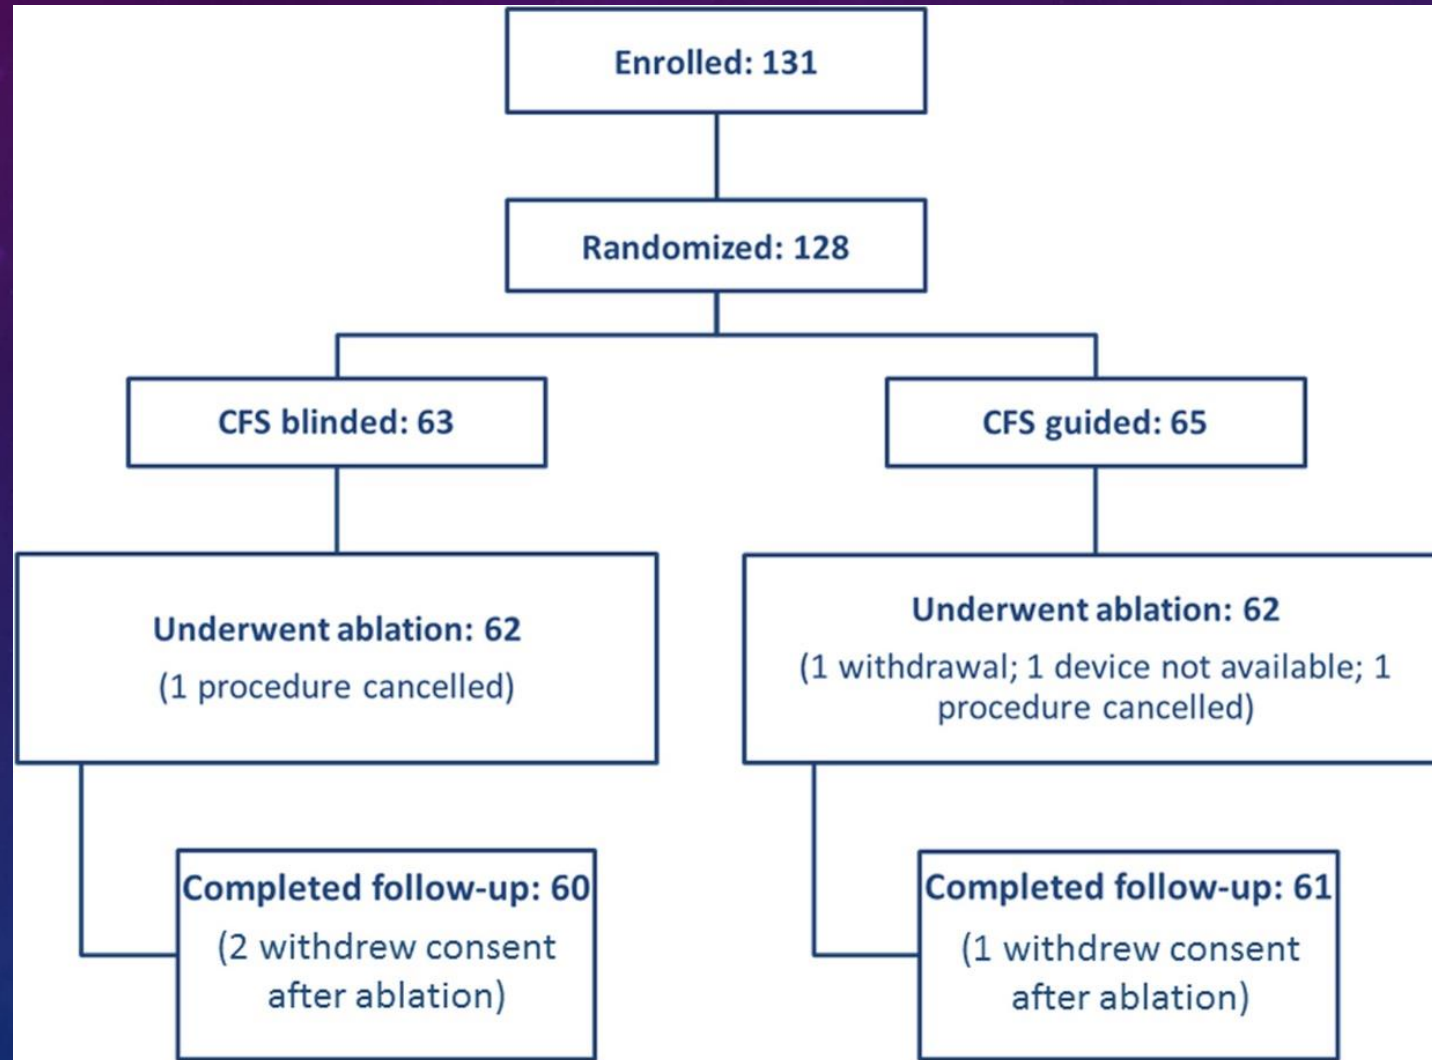 Enrolled: 131
Randomized: 128
CFS blinded: 63
CFS guided: 65
Underwent ablation: 62
(1 procedure cancelled)
Underwent ablation: 62
(1 withdrawal; 1 device not available; 1
procedure cancelled)
Completed follow-up: 60
(2 withdrew consent
after ablation)
Completed follow-up: 61
(1 withdrew consent
after ablation)